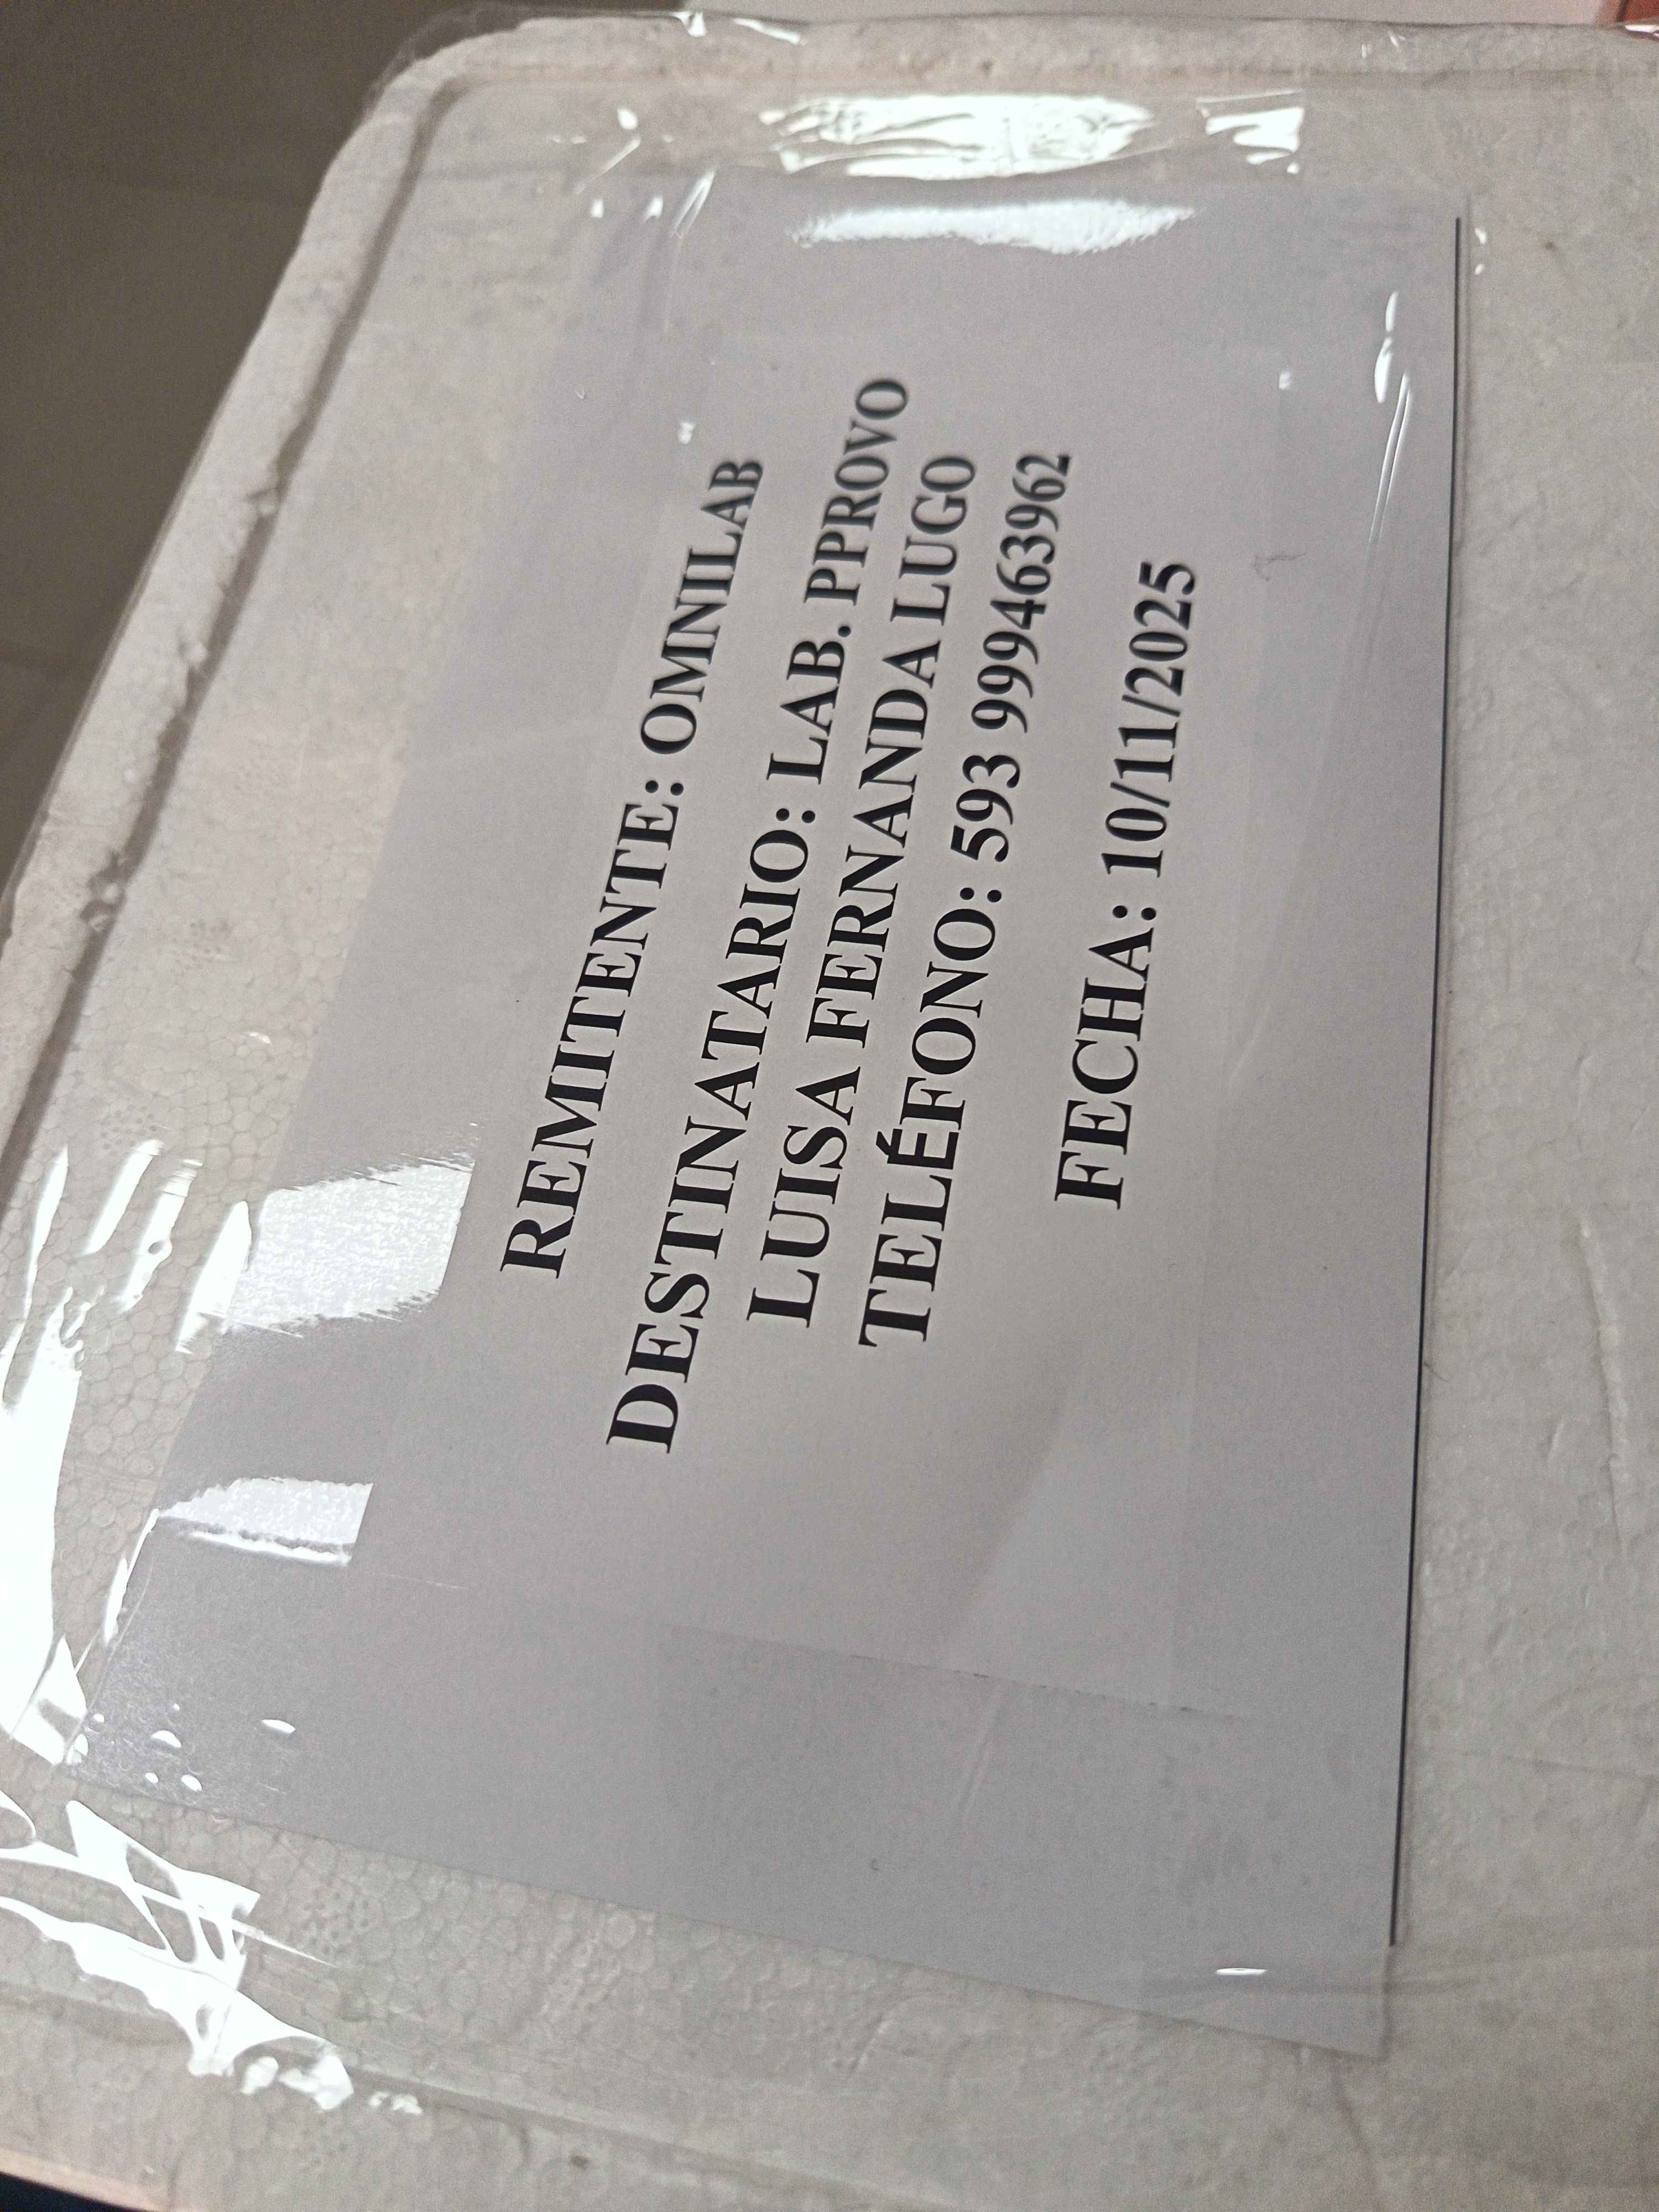 REMITENTE: OMNILAB
DESTINATARIO: LAB. PPROVO
LUISA FERNANDA LUGO
TELÉFONO: 593 999463962
FECHA: 10/11/2025